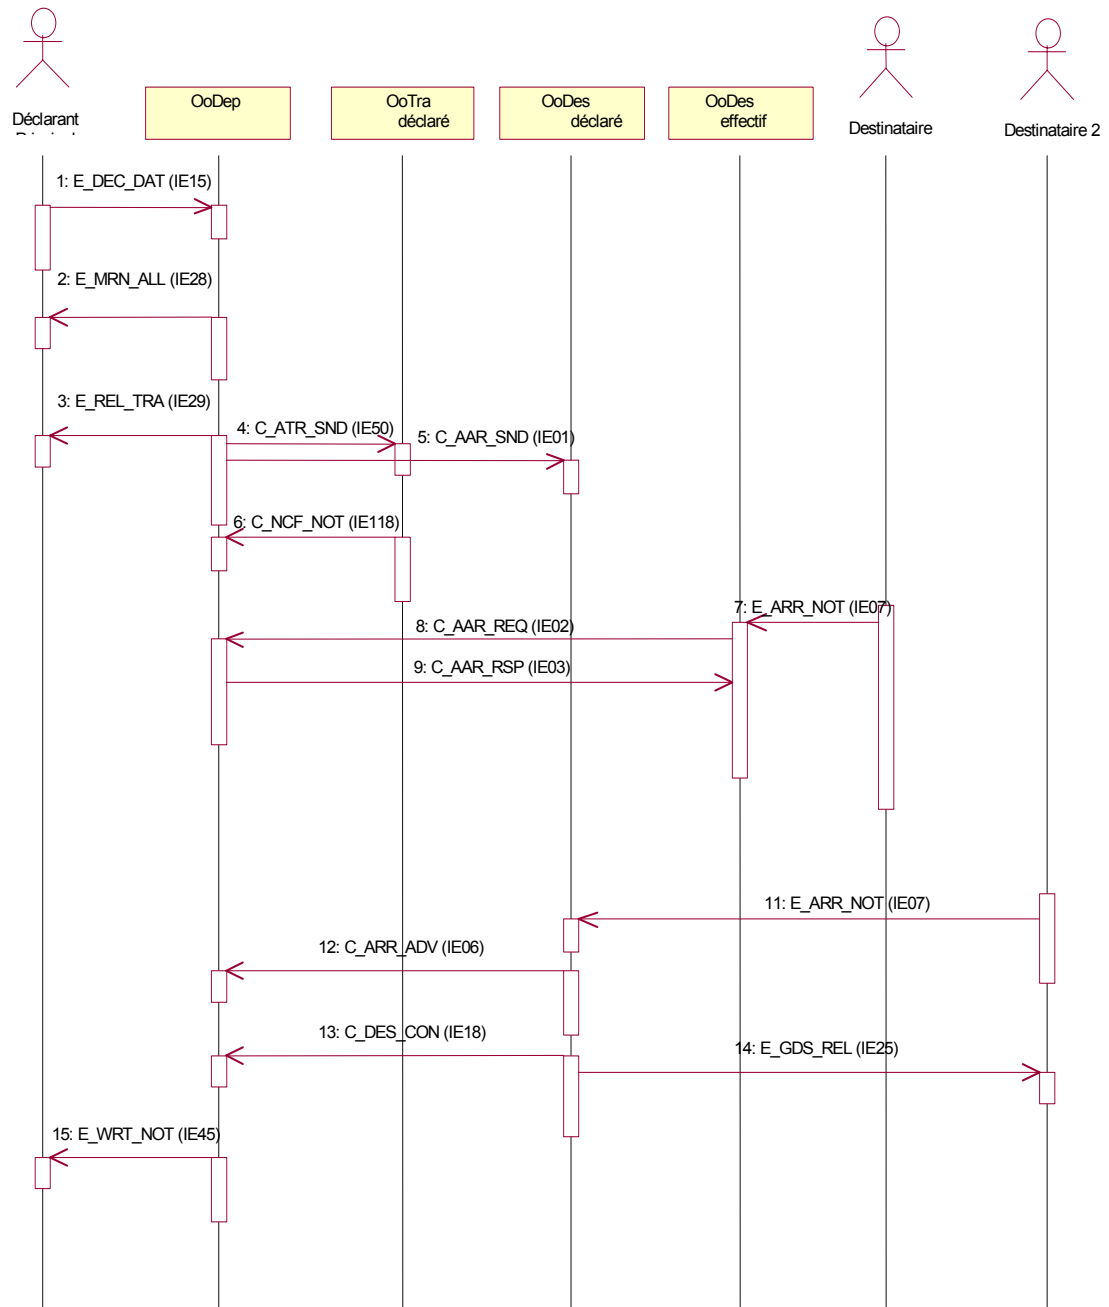 Déclarant
OoDep
OoTra
déclaré
OoDes
déclaré
OoDes
effectif
Destinataire
Destinataire 2
1: E_DEC_DAT (IE15)
2: E_MRN_ALL (IE28)
3: E_REL_TRA (IE29)
4: C_ATR_SND (IE50)
5: C_AAR_SND (IE01)
6: C_NCF_NOT (IE118)
7: E_ARR_NOT (IE07)
8: C_AAR_REQ (IE02)
9: C_AAR_RSP (IE03)
11: E_ARR_NOT (IE07)
12: C_ARR_ADV (IE06)
13: C_DES_CON (IE18)
14: E_GDS_REL (IE25)
15: E_WRT_NOT (IE45)